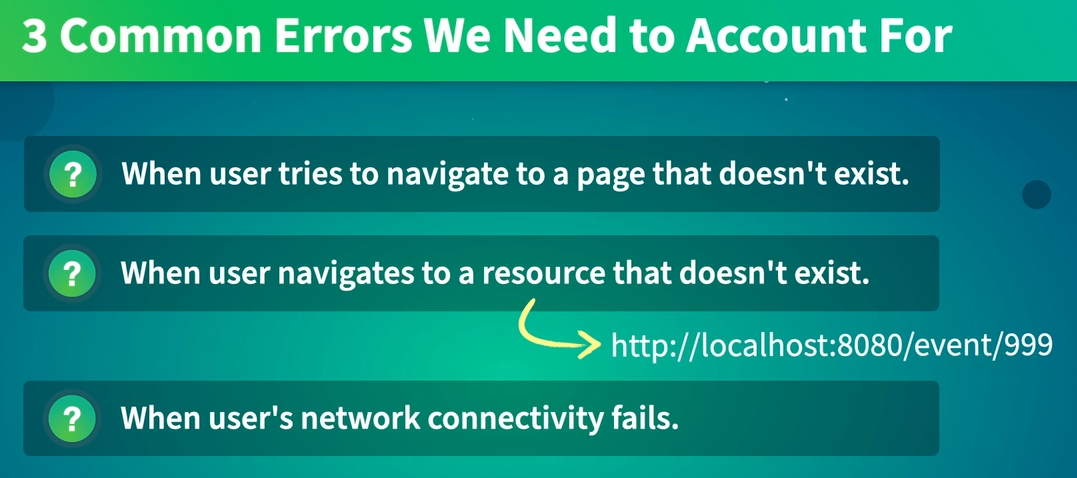 3 Common Errors We Need to Account For
? When user tries to navigate to a page that doesn't exist.
? When user navigates to a resource that doesn't exist.
http://localhost:8080/event/999
? When user's network connectivity fails.